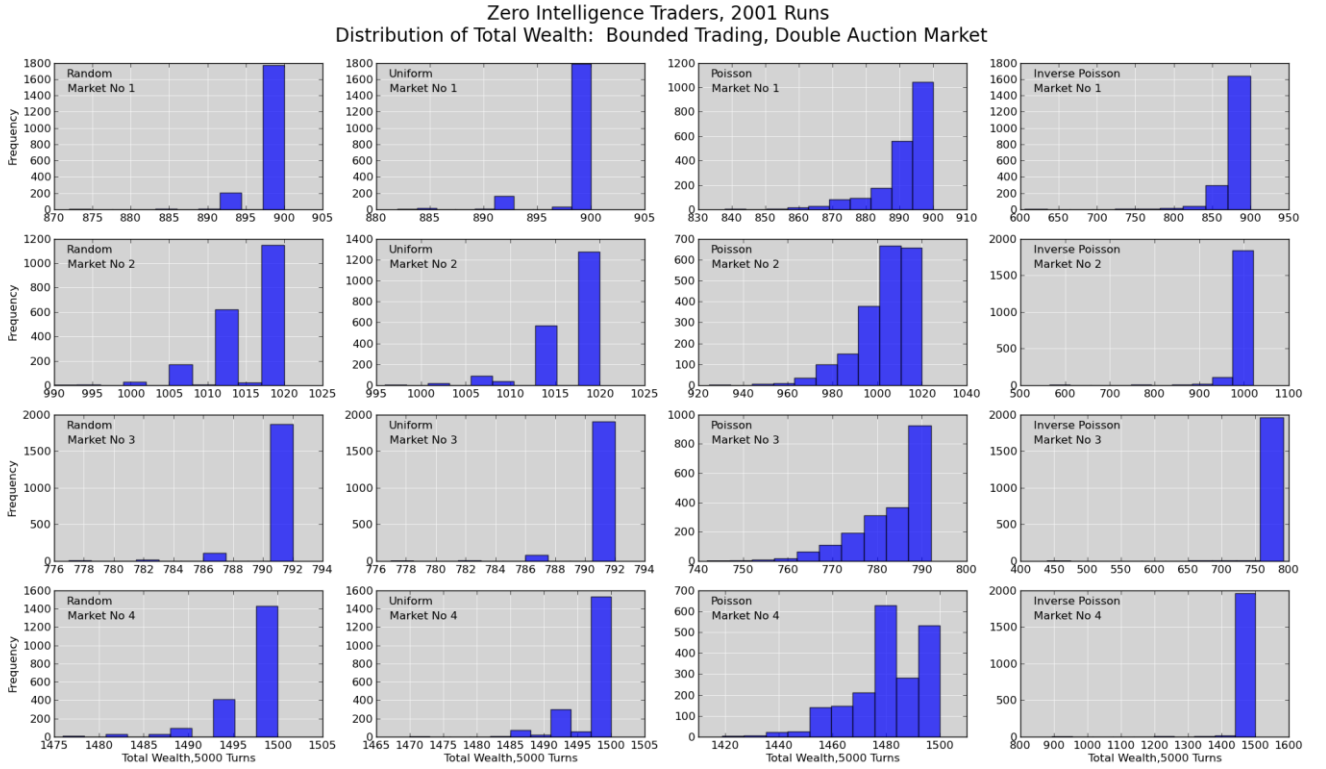 Zero Intelligence Traders, 2001 Runs
Distribution of Total Wealth:  Bounded Trading, Double Auction Market
Random
Market No 1
Frequency
0 200 400 600 800 1000 1200 1400 1600 1800
870 875 880 885 890 895 900 905
Uniform
Market No 1
0 200 400 600 800 1000 1200 1400 1600 1800
880 885 890 895 900 905
Poisson
Market No 1
0 200 400 600 800 1000 1200
830 840 850 860 870 880 890 900 910
Inverse Poisson
Market No 1
0 200 400 600 800 1000 1200 1400 1600 1800
600 650 700 750 800 850 900 950
Random
Market No 2
Frequency
0 200 400 600 800 1000 1200
990 995 1000 1005 1010 1015 1020 1025
Uniform
Market No 2
0 200 400 600 800 1000 1200 1400
995 1000 1005 1010 1015 1020 1025
Poisson
Market No 2
0 100 200 300 400 500 600 700
920 940 960 980 1000 1020 1040
Inverse Poisson
Market No 2
0 500 1000 1500 2000
500 600 700 800 900 1000 1100
Random
Market No 3
Frequency
0 500 1000 1500 2000
776 778 780 782 784 786 788 790 792 794
Uniform
Market No 3
0 500 1000 1500 2000
776 778 780 782 784 786 788 790 792 794
Poisson
Market No 3
0 200 400 600 800 1000
740 750 760 770 780 790 800
Inverse Poisson
Market No 3
0 500 1000 1500 2000
400 450 500 550 600 650 700 750 800
Random
Market No 4
Frequency
0 200 400 600 800 1000 1200 1400 1600
1475 1480 1485 1490 1495 1500 1505
Total Wealth,5000 Turns
Uniform
Market No 4
0 200 400 600 800 1000 1200 1400 1600
1465 1470 1475 1480 1485 1490 1495 1500 1505
Total Wealth,5000 Turns
Poisson
Market No 4
0 100 200 300 400 500 600 700
1420 1440 1460 1480 1500
Total Wealth,5000 Turns
Inverse Poisson
Market No 4
0 500 1000 1500 2000
800 900 1000 1100 1200 1300 1400 1500 1600
Total Wealth,5000 Turns